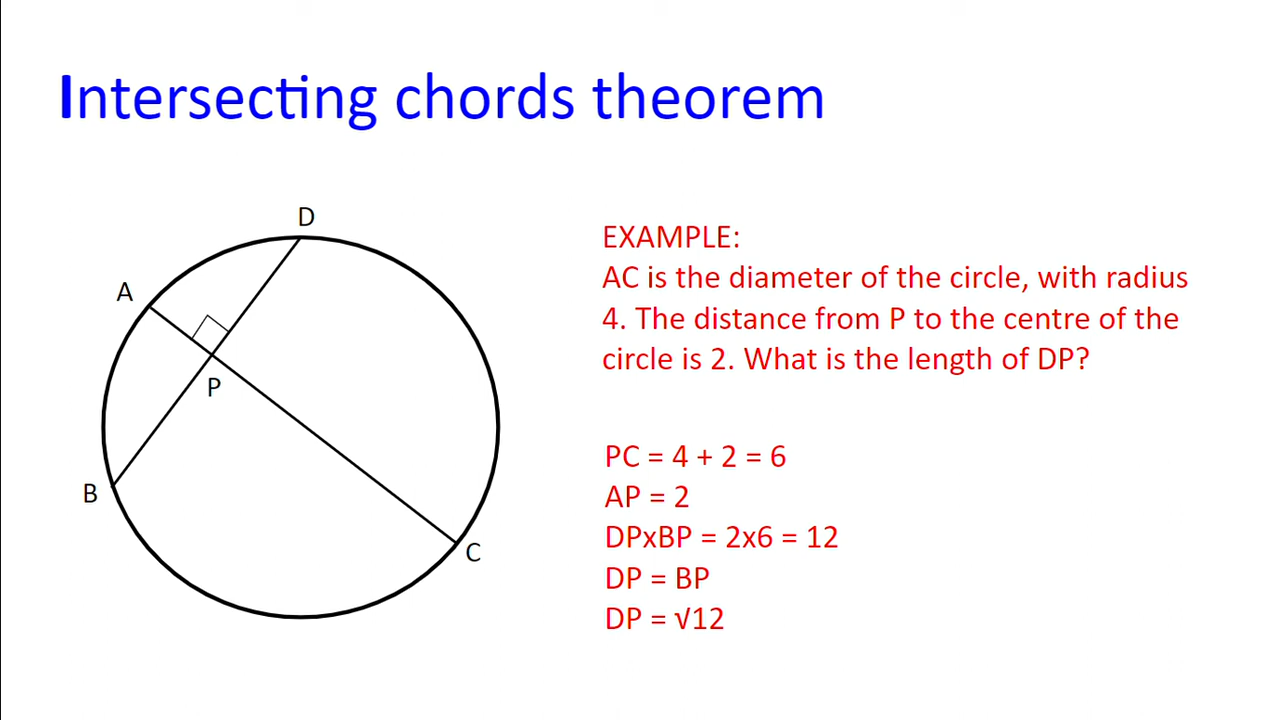 Intersecting chords theorem
D
A
P
B
C
EXAMPLE:
AC is the diameter of the circle, with radius
4. The distance from P to the centre of the
circle is 2. What is the length of DP?
PC = 4 + 2 = 6
AP = 2
DPxBP = 2x6 = 12
DP = BP
DP = √12